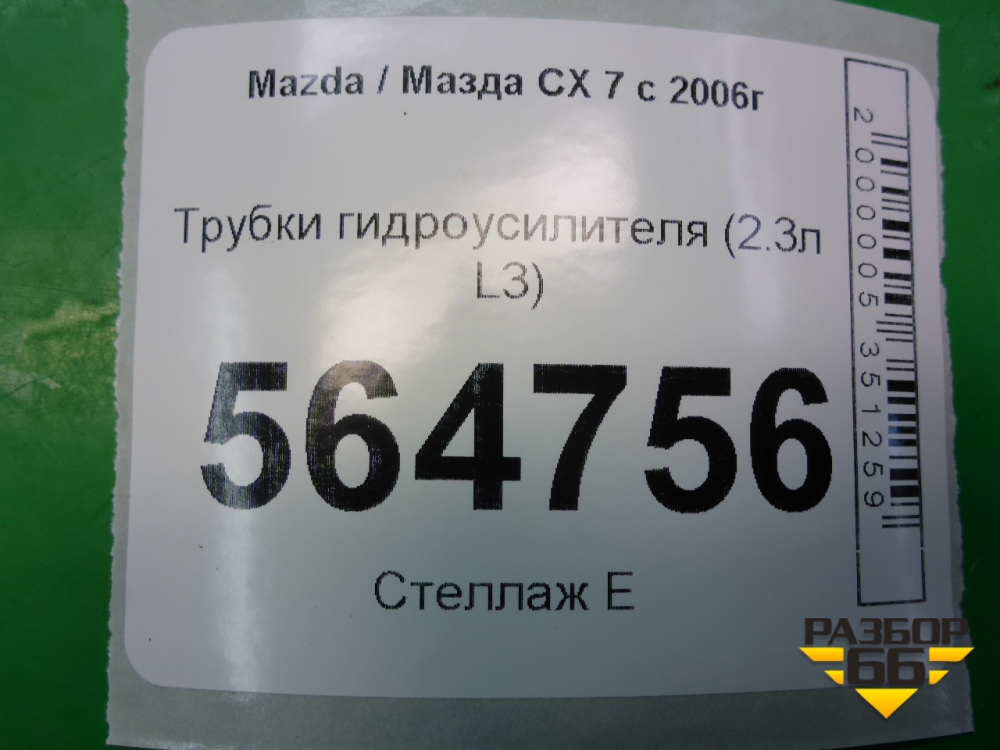 Mazda / Мазда CX 7 с 2006г
Трубки гидроусилителя (2.3л
L3)
564756
Стеллаж Е
2000005351259
РАЗБОР
66